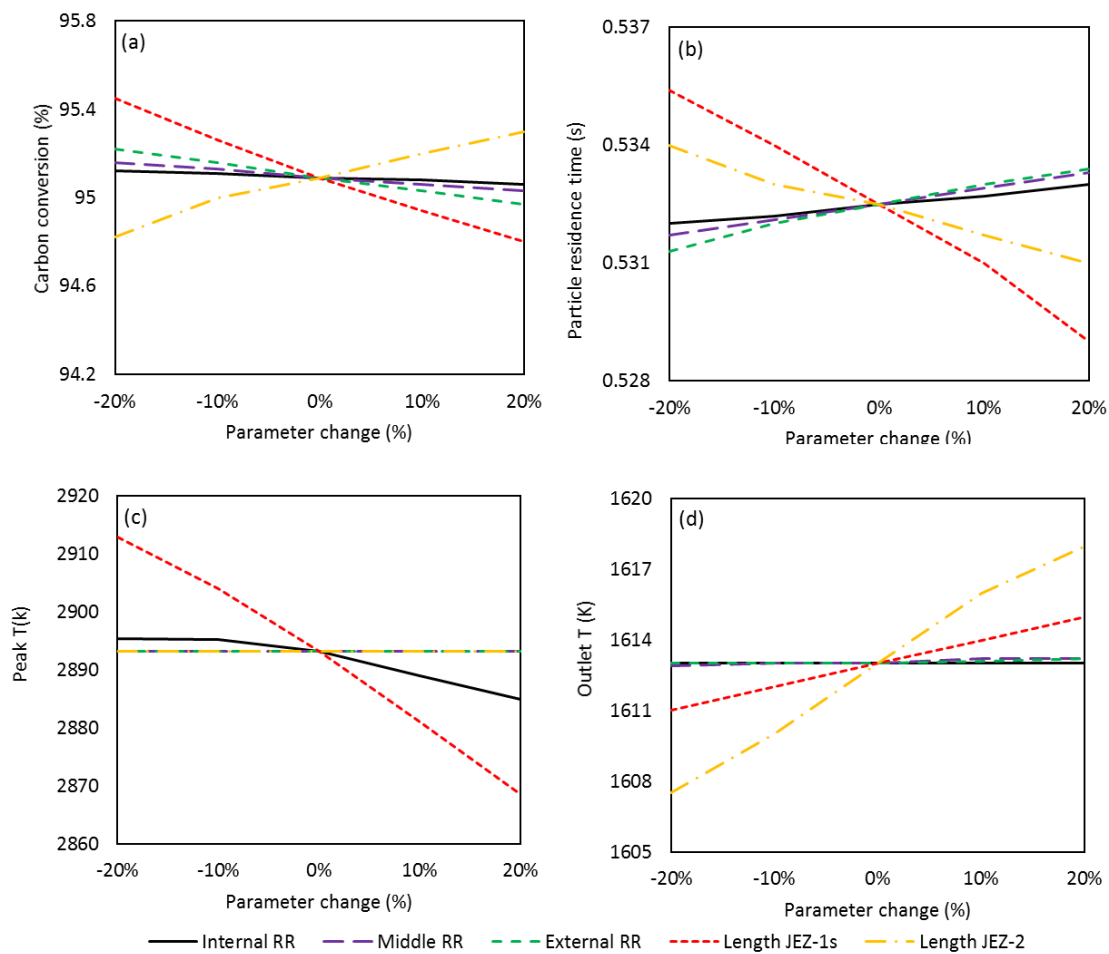 (a)
Carbon conversion (%)
95.8
95.4
95
94.6
94.2
-20% -10% 0% 10% 20%
Parameter change (%)
(b)
Particle residence time (s)
0.537
0.534
0.531
0.528
-20% -10% 0% 10% 20%
Parameter change (%)
(c)
Peak T(k)
2920
2910
2900
2890
2880
2870
2860
-20% -10% 0% 10% 20%
Parameter change (%)
(d)
Outlet T (K)
1620
1617
1614
1611
1608
1605
-20% -10% 0% 10% 20%
Parameter change (%)
Internal RR Middle RR External RR Length JEZ-1s Length JEZ-2